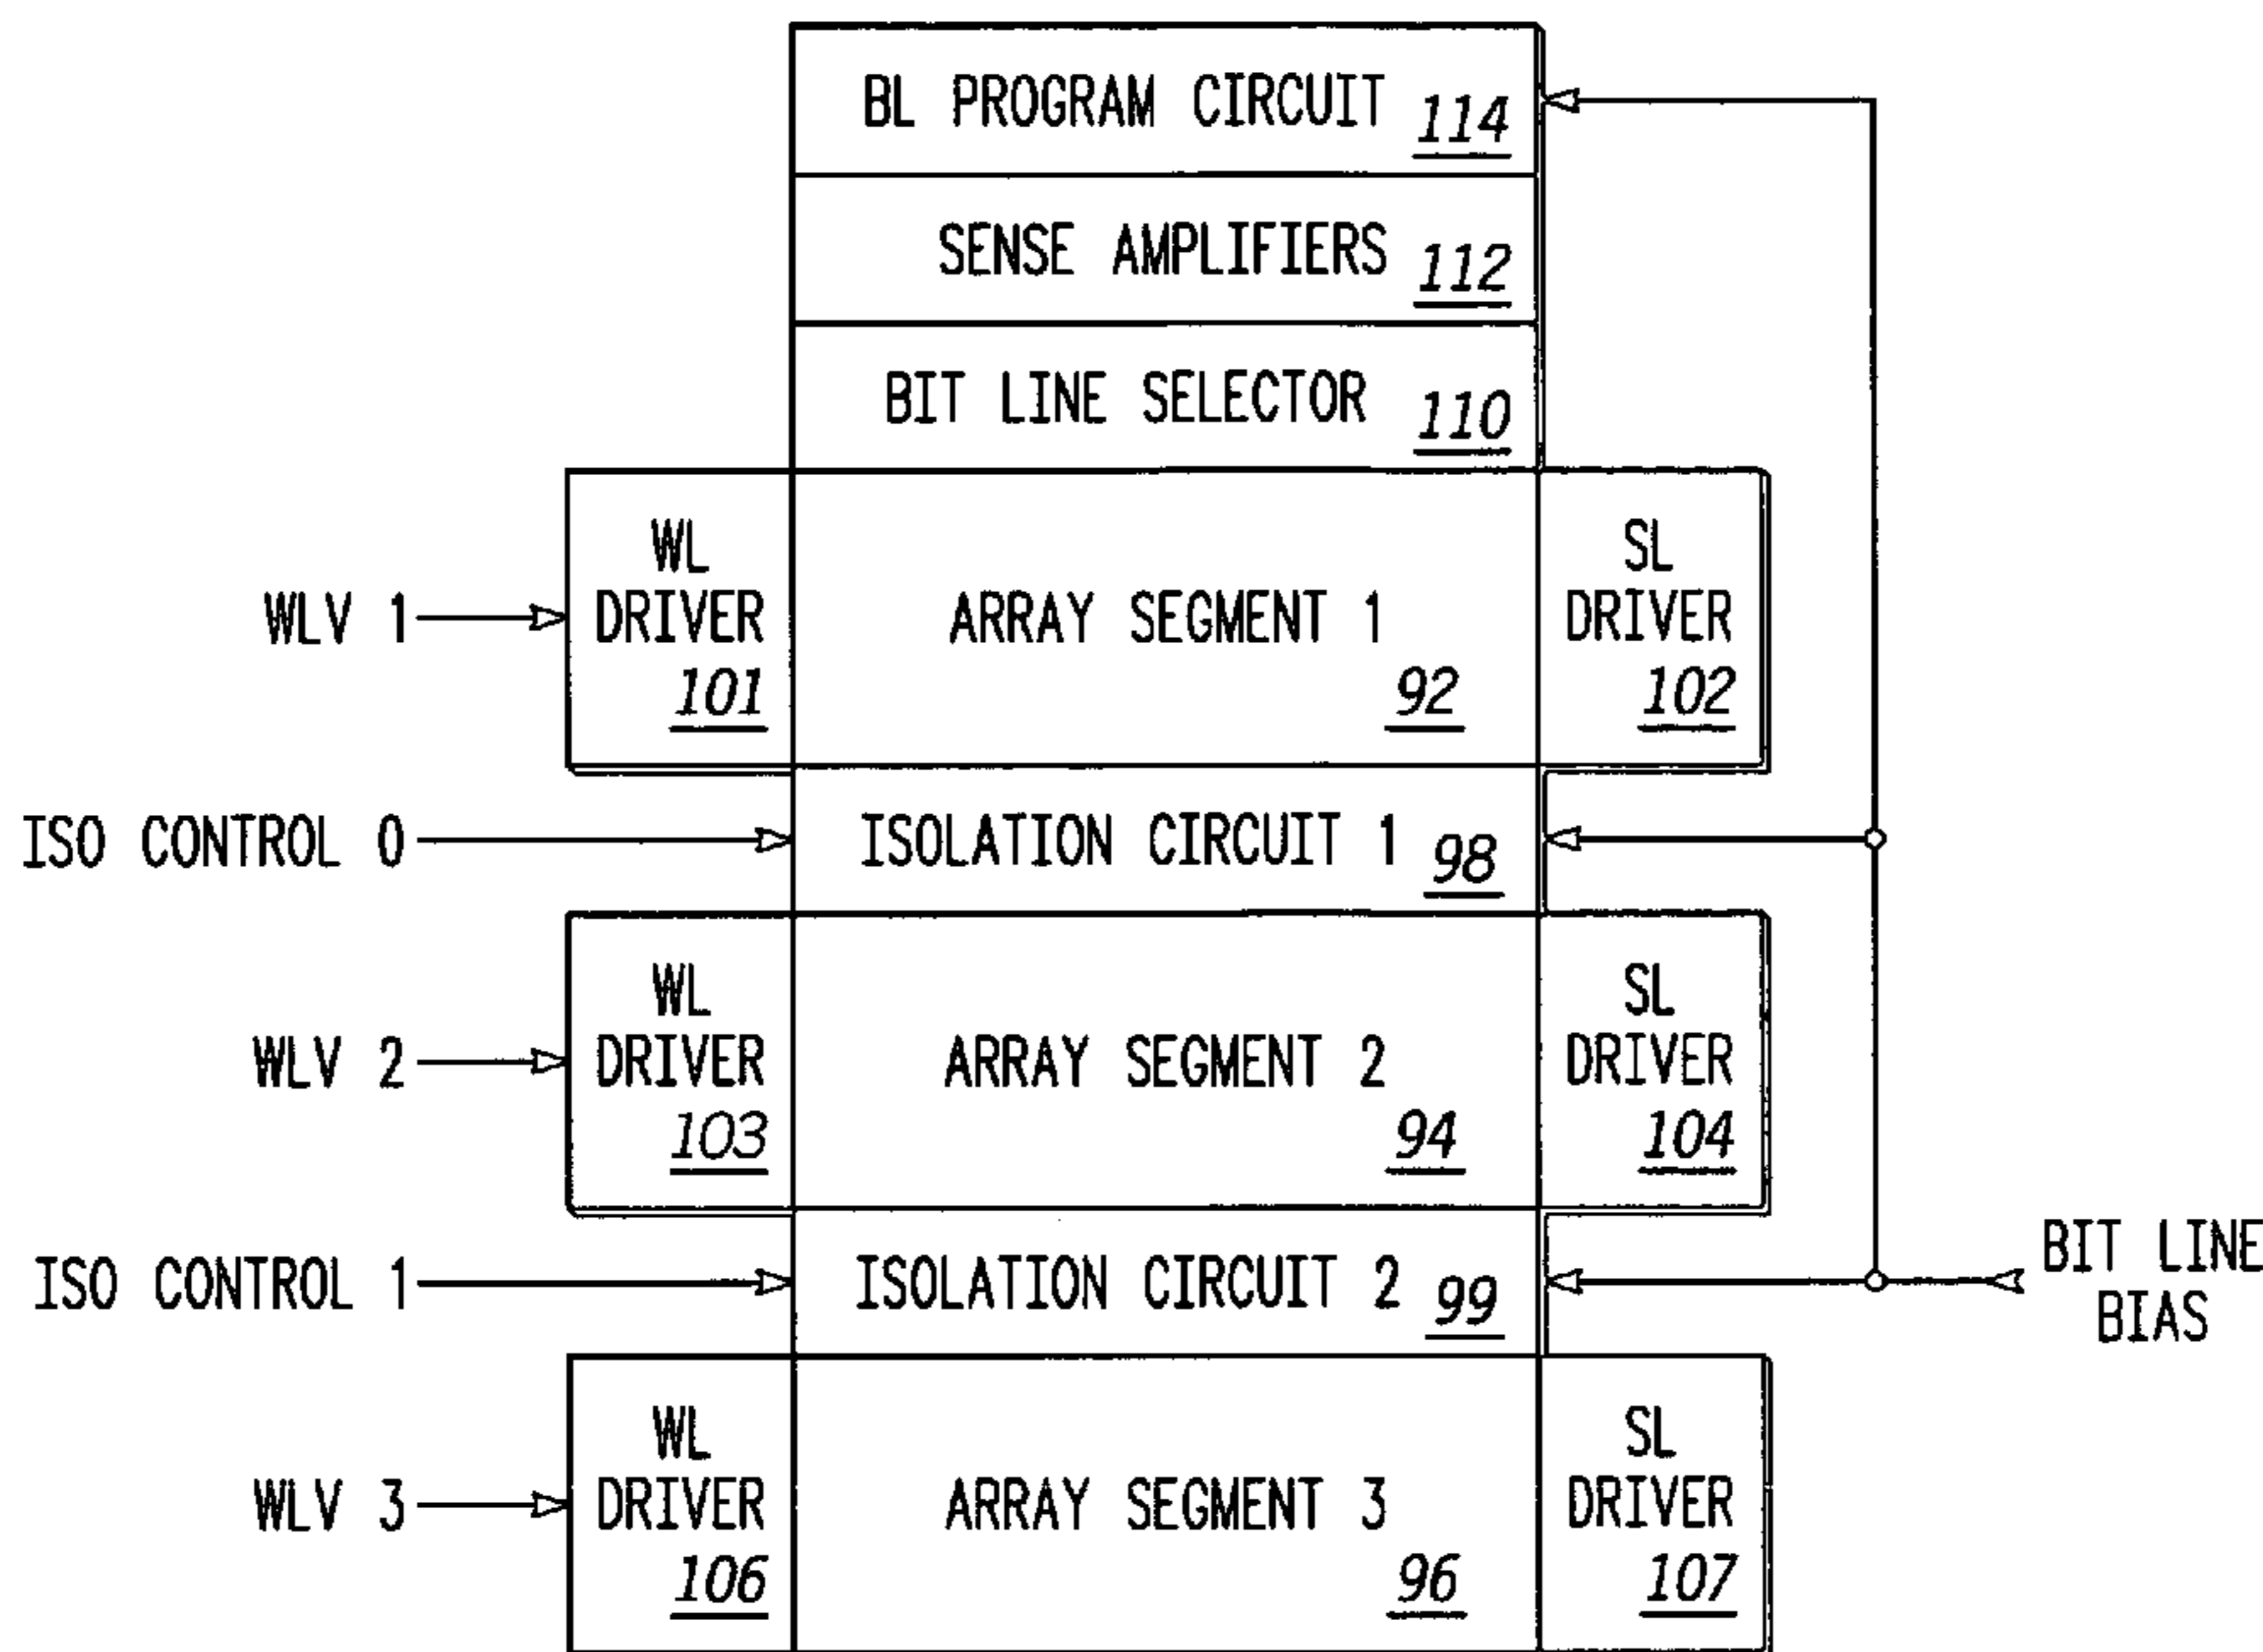 BL PROGRAM CIRCUIT 114
SENSE AMPLIFIERS 112
BIT LINE SELECTOR 110
WL
DRIVER
101
WLV 1
ARRAY SEGMENT 1
92
SL
DRIVER
102
ISO CONTROL 0
ISOLATION CIRCUIT 1 98
WL
DRIVER
103
WLV 2
ARRAY SEGMENT 2
94
SL
DRIVER
104
ISO CONTROL 1
ISOLATION CIRCUIT 2 99
BIT LINE
BIAS
WL
DRIVER
106
WLV 3
ARRAY SEGMENT 3
96
SL
DRIVER
107